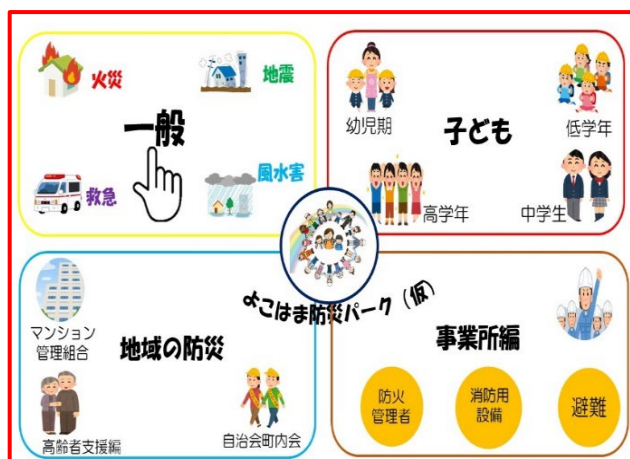 火災
地震
一般
救急
風水害
幼児期
子ども
低学年
高学年
中学生
よこはま防災パーク（仮）
マンション
管理組合
地域の防災
高齢者支援編
自治会町内会
事業所編
防火
管理者
消防用
設備
避難